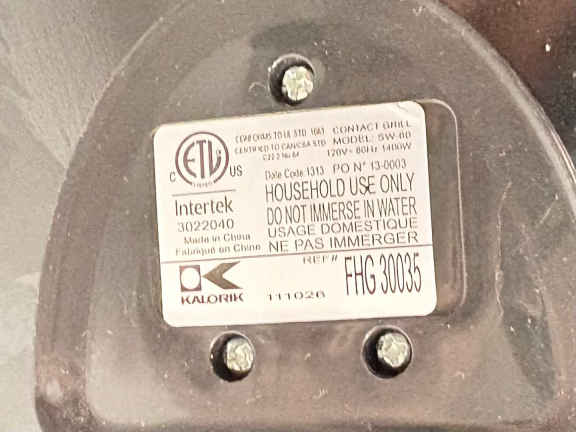 CONFORMS TO UL STD. 1083
CERTIFIED TO CAN/CSA STD
C22.2 No. 64
CONTACT GRILL
MODEL: SW-60
120V~ 60Hz 1400W
ETL
C US
Intertek
3022040
Made in China
Fabriqué en Chine
Date Code 1313 PO N° 13-0003
HOUSEHOLD USE ONLY
DO NOT IMMERSE IN WATER
USAGE DOMESTIQUE
NE PAS IMMERGER
KALORIK
111026
REF#
FHG 30035